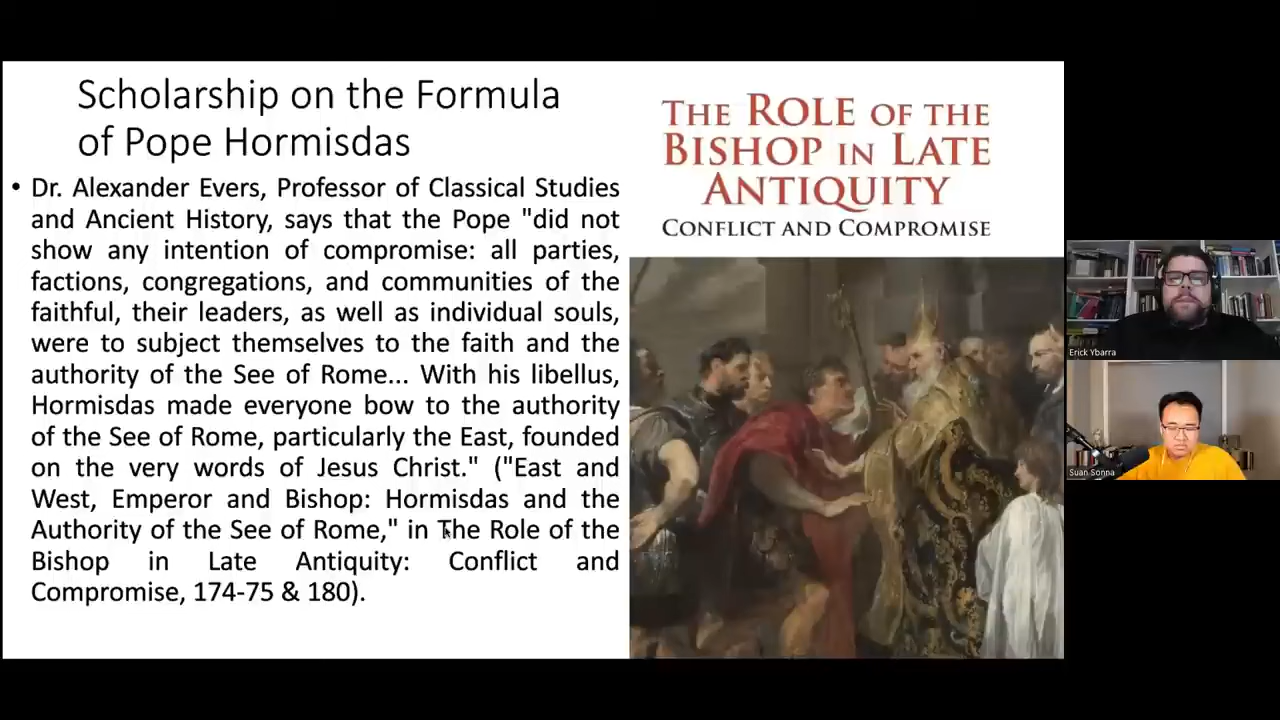 Scholarship on the Formula
of Pope Hormisdas
• Dr. Alexander Evers, Professor of Classical Studies
and Ancient History, says that the Pope "did not
show any intention of compromise: all parties,
factions, congregations, and communities of the
faithful, their leaders, as well as individual souls,
were to subject themselves to the faith and the
authority of the See of Rome... With his libellus,
Hormisdas made everyone bow to the authority
of the See of Rome, particularly the East, founded
on the very words of Jesus Christ." ("East and
West, Emperor and Bishop: Hormisdas and the
Authority of the See of Rome," in The Role of the
Bishop in Late Antiquity: Conflict and
Compromise, 174-75 & 180).
THE ROLE OF THE
BISHOP IN LATE
ANTIQUITY
CONFLICT AND COMPROMISE
Erick Ybarra
Suan Sonna